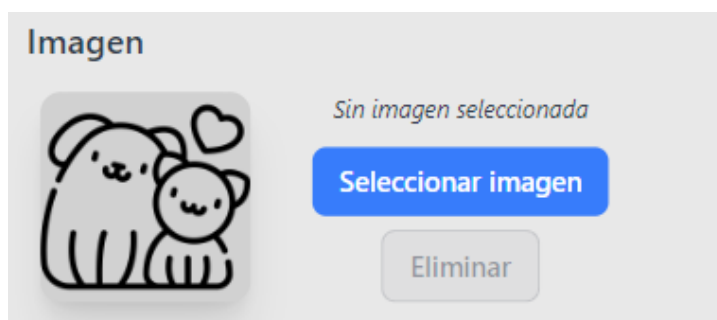 Imagen
Sin imagen seleccionada
Seleccionar imagen
Eliminar